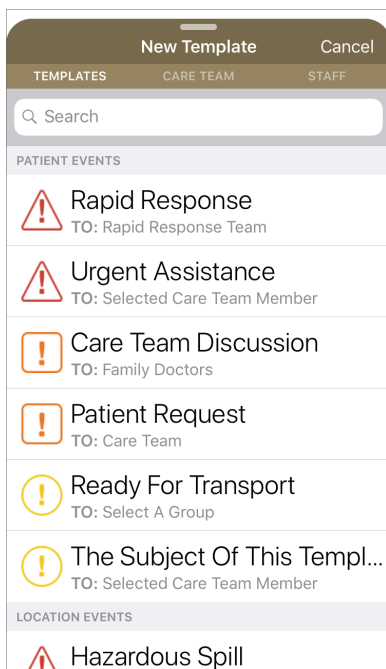 New Template
Cancel
TEMPLATES
CARE TEAM
STAFF
Search
PATIENT EVENTS
Rapid Response
TO: Rapid Response Team
Urgent Assistance
TO: Selected Care Team Member
Care Team Discussion
TO: Family Doctors
Patient Request
TO: Care Team
Ready For Transport
TO: Select A Group
The Subject Of This Templ...
TO: Selected Care Team Member
LOCATION EVENTS
Hazardous Spill